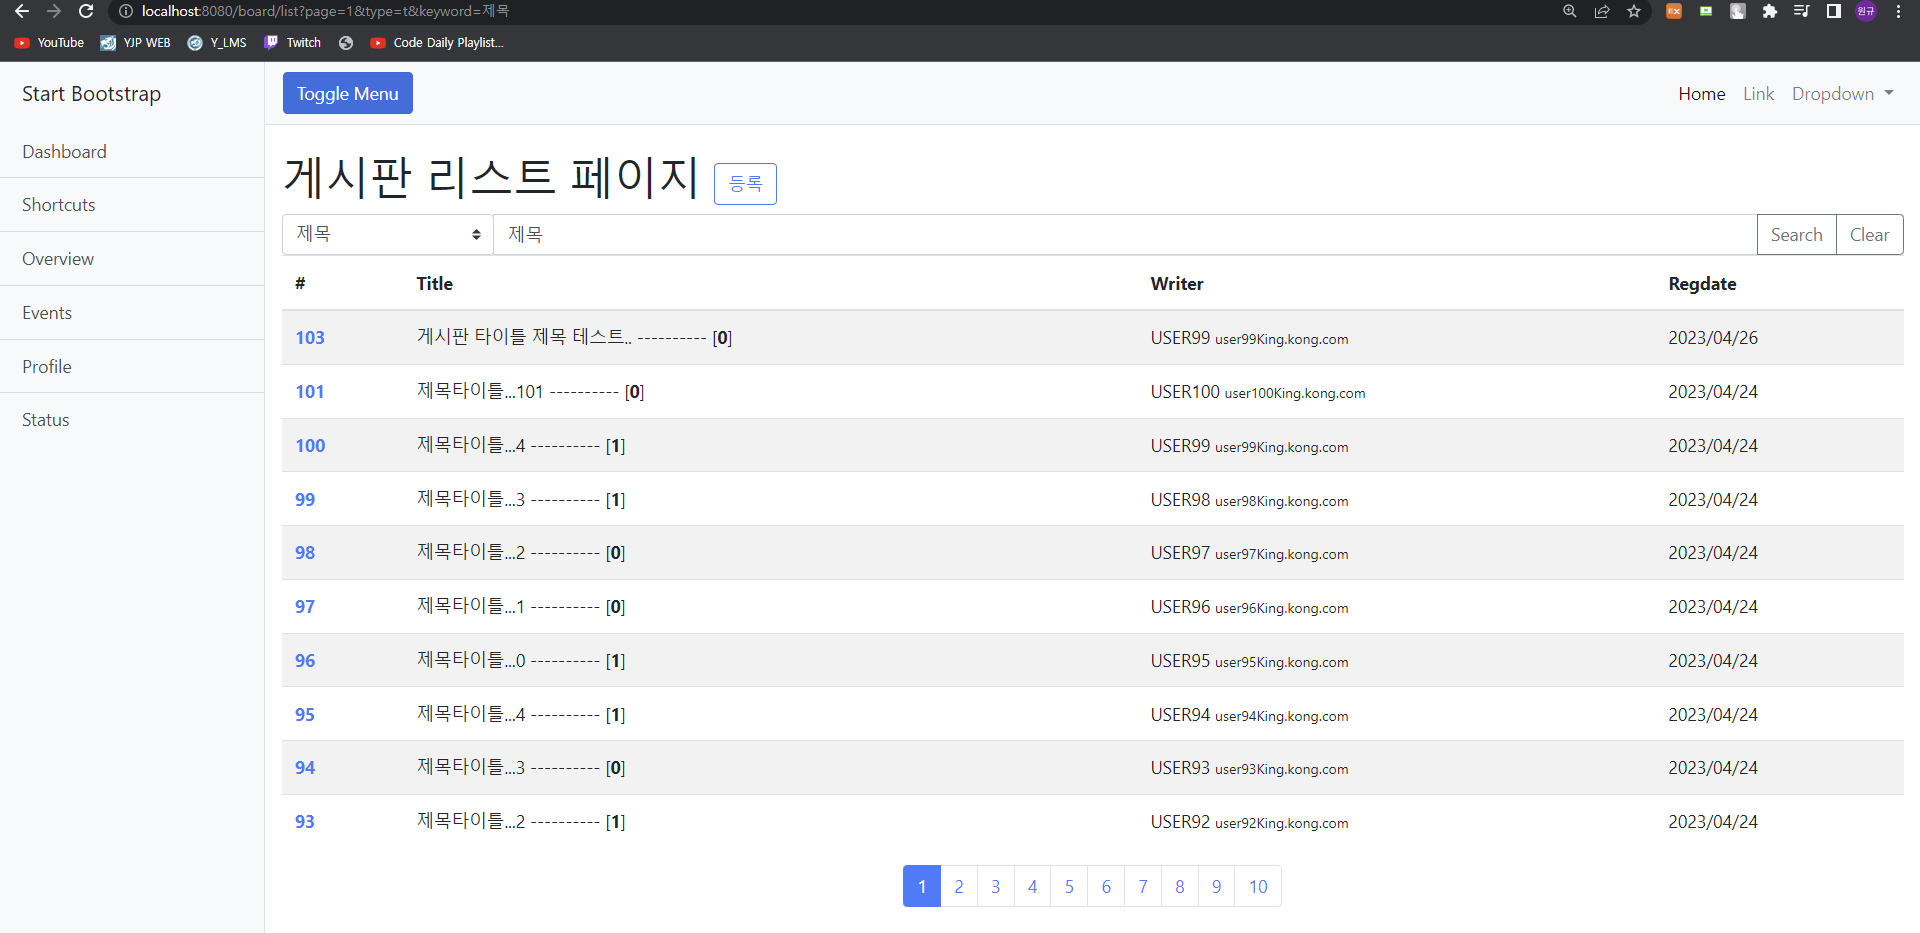 localhost:8080/board/list?page=1&type=t&keyword=제목
원규
YouTube YJP WEB Y_LMS Twitch Code Daily Playlist...
Start Bootstrap
Toggle Menu
Home Link Dropdown
Dashboard
Shortcuts
Overview
Events
Profile
Status
게시판 리스트 페이지 등록
제목 제목 Search Clear
# Title Writer Regdate
103 게시판 타이틀 제목 테스트.. ---------- [0] USER99 user99King.kong.com 2023/04/26
101 제목타이틀...101 ---------- [0] USER100 user100King.kong.com 2023/04/24
100 제목타이틀...4 ---------- [1] USER99 user99King.kong.com 2023/04/24
99 제목타이틀...3 ---------- [1] USER98 user98King.kong.com 2023/04/24
98 제목타이틀...2 ---------- [0] USER97 user97King.kong.com 2023/04/24
97 제목타이틀...1 ---------- [0] USER96 user96King.kong.com 2023/04/24
96 제목타이틀...0 ---------- [1] USER95 user95King.kong.com 2023/04/24
95 제목타이틀...4 ---------- [1] USER94 user94King.kong.com 2023/04/24
94 제목타이틀...3 ---------- [0] USER93 user93King.kong.com 2023/04/24
93 제목타이틀...2 ---------- [1] USER92 user92King.kong.com 2023/04/24
1 2 3 4 5 6 7 8 9 10